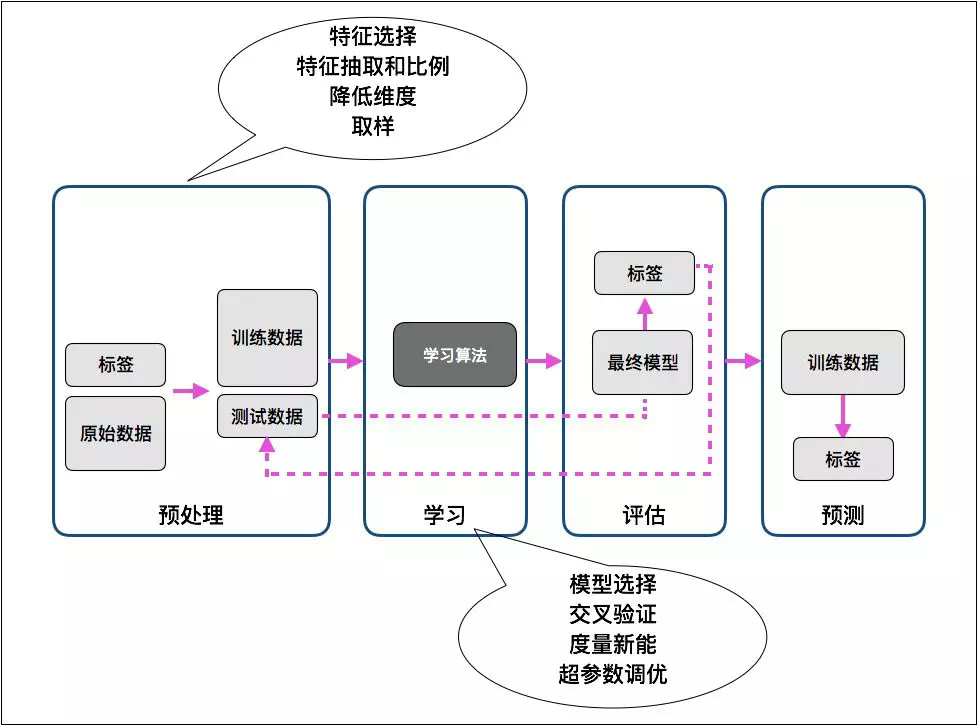 特征选择
特征抽取和比例
降低维度
取样
标签
原始数据
训练数据
测试数据
预处理
学习算法
学习
标签
最终模型
评估
训练数据
标签
预测
模型选择
交叉验证
度量新能
超参数调优